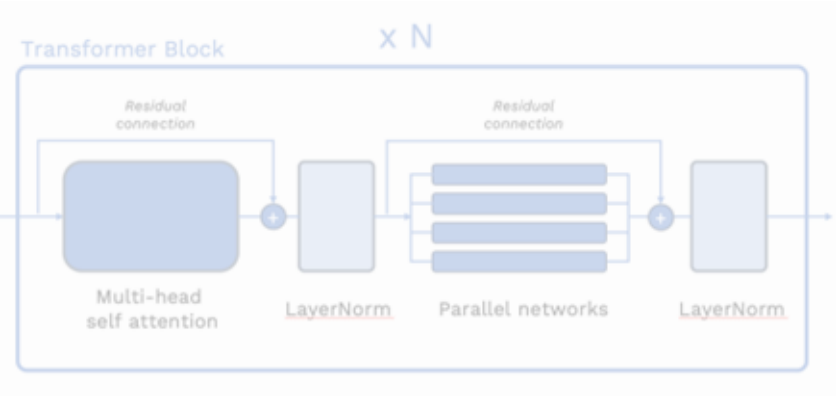 x N
Transformer Block
Residual
connection
Residual
connection
+
+
Multi-head
self attention
LayerNorm
Parallel networks
LayerNorm